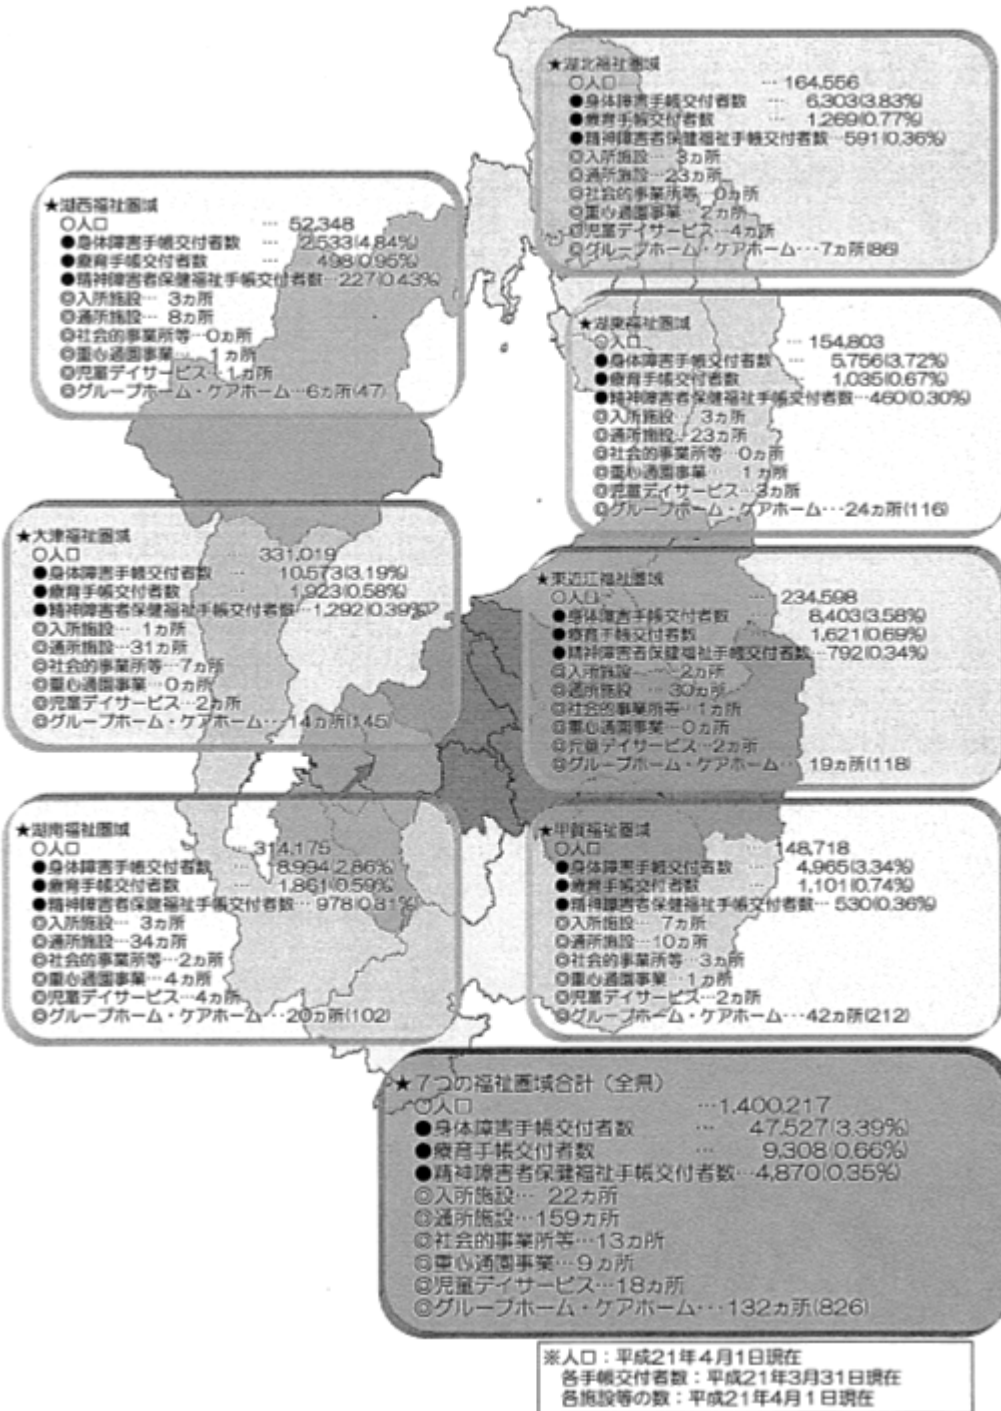 ★湖北福祉圏域
○人口 … 164,556
●身体障害手帳交付者数 … 6,303(3.83%)
●療育手帳交付者数 … 1,269(0.77%)
●精神障害者保健福祉手帳交付者数…591(0.36%)
◎入所施設… 3ヵ所
◎通所施設…23ヵ所
◎社会的事業所等…0ヵ所
◎重心通園事業…2ヵ所
◎児童デイサービス…4ヵ所
◎グループホーム・ケアホーム…7ヵ所(86)
★湖西福祉圏域
○人口 … 52,348
●身体障害手帳交付者数 … 2,533(4.84%)
●療育手帳交付者数 … 498(0.95%)
●精神障害者保健福祉手帳交付者数…227(0.43%)
◎入所施設… 3ヵ所
◎通所施設… 8ヵ所
◎社会的事業所等…0ヵ所
◎重心通園事業… 1ヵ所
◎児童デイサービス…1ヵ所
◎グループホーム・ケアホーム…6ヵ所(47)
★湖東福祉圏域
○人口 … 154,803
●身体障害手帳交付者数 … 5,756(3.72%)
●療育手帳交付者数 … 1,035(0.67%)
●精神障害者保健福祉手帳交付者数…460(0.30%)
◎入所施設… 3ヵ所
◎通所施設…23ヵ所
◎社会的事業所等…0ヵ所
◎重心通園事業… 1ヵ所
◎児童デイサービス…3ヵ所
◎グループホーム・ケアホーム…24ヵ所(116)
★大津福祉圏域
○人口 … 331,019
●身体障害手帳交付者数 … 10,573(3.19%)
●療育手帳交付者数 … 1,923(0.58%)
●精神障害者保健福祉手帳交付者数…1,292(0.39%)?
◎入所施設… 1ヵ所
◎通所施設…31ヵ所
◎社会的事業所等…7ヵ所
◎重心通園事業…0ヵ所
◎児童デイサービス…2ヵ所
◎グループホーム・ケアホーム…14ヵ所(145)
★東近江福祉圏域
○人口 … 234,598
●身体障害手帳交付者数 … 8,403(3.58%)
●療育手帳交付者数 … 1,621(0.69%)
●精神障害者保健福祉手帳交付者数…792(0.34%)
◎入所施設 … 2ヵ所
◎通所施設 … 30ヵ所
◎社会的事業所等…1ヵ所
◎重心通園事業…0ヵ所
◎児童デイサービス…2ヵ所
◎グループホーム・ケアホーム… 19ヵ所(118)
★湖南福祉圏域
○人口 …314,175
●身体障害手帳交付者数 … 8,994(2.86%)
●療育手帳交付者数 … 1,861(0.59%)
●精神障害者保健福祉手帳交付者数…978(0.31%)
◎入所施設… 3ヵ所
◎通所施設…34ヵ所
◎社会的事業所等…2ヵ所
◎重心通園事業…4ヵ所
◎児童デイサービス…4ヵ所
◎グループホーム・ケアホーム…20ヵ所(102)
★甲賀福祉圏域
○人口 …148,718
●身体障害手帳交付者数 … 4,965(3.34%)
●療育手帳交付者数 … 1,101(0.74%)
●精神障害者保健福祉手帳交付者数…530(0.36%)
◎入所施設… 7ヵ所
◎通所施設…10ヵ所
◎社会的事業所等…3ヵ所
◎重心通園事業…1ヵ所
◎児童デイサービス…2ヵ所
◎グループホーム・ケアホーム…42ヵ所(212)
★7つの福祉圏域合計(全県)
○人口 …1,400,217
●身体障害手帳交付者数 … 47,527(3.39%)
●療育手帳交付者数 … 9,308(0.66%)
●精神障害者保健福祉手帳交付者数…4,870(0.35%)
◎入所施設… 22ヵ所
◎通所施設…159ヵ所
◎社会的事業所等…13ヵ所
◎重心通園事業…9ヵ所
◎児童デイサービス…18ヵ所
◎グループホーム・ケアホーム…132ヵ所(826)
※人口:平成21年4月1日現在
各手帳交付者数:平成21年3月31日現在
各施設等の数:平成21年4月1日現在